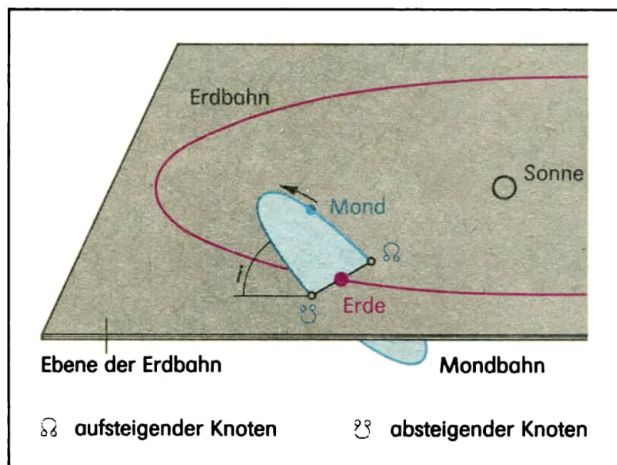 Erdbahn
Sonne
Mond
☊
i
☋
Erde
Ebene der Erdbahn
Mondbahn
☊ aufsteigender Knoten
☋ absteigender Knoten